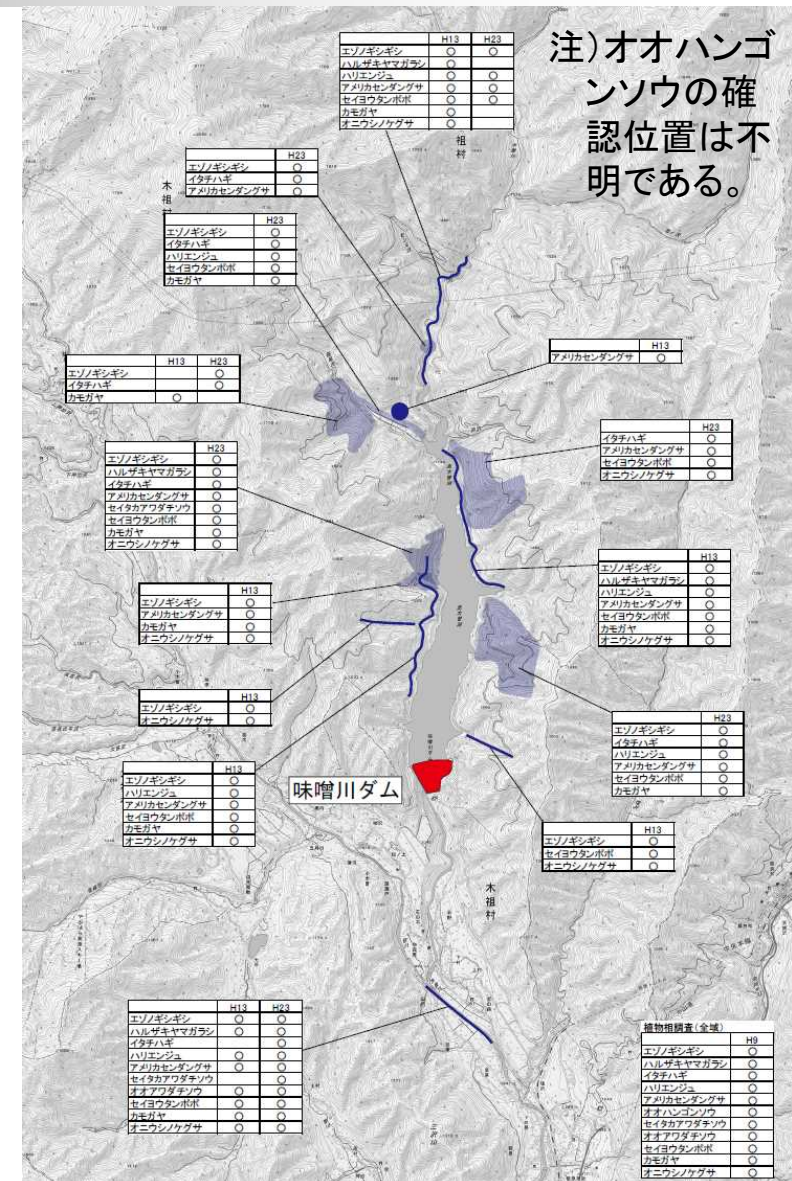 注)オオハンゴ
ンソウの確
認位置は不
明である。
H13 H23
エゾノギシギシ ○ ○
ハルザキヤマガラシ ○
ハリエンジュ ○ ○
アメリカセンダングサ ○ ○
セイヨウタンポポ ○ ○
カモガヤ ○
オニウシノケグサ ○
祖村
H23
エゾノギシギシ ○
イタチハギ ○
アメリカセンダングサ ○
木祖村
H23
エゾノギシギシ ○
イタチハギ ○
ハリエンジュ ○
セイヨウタンポポ ○
カモガヤ ○
H13
アメリカセンダングサ ○
H13 H23
エゾノギシギシ ○
イタチハギ ○
カモガヤ ○
H23
イタチハギ ○
アメリカセンダングサ ○
セイヨウタンポポ ○
オニウシノケグサ ○
H23
エゾノギシギシ ○
ハルザキヤマガラシ ○
イタチハギ ○
アメリカセンダングサ ○
セイタカアワダチソウ ○
セイヨウタンポポ ○
カモガヤ ○
オニウシノケグサ ○
H13
エゾノギシギシ ○
ハルザキヤマガラシ ○
ハリエンジュ ○
アメリカセンダングサ ○
セイヨウタンポポ ○
カモガヤ ○
オニウシノケグサ ○
H13
エゾノギシギシ ○
アメリカセンダングサ ○
カモガヤ ○
オニウシノケグサ ○
H13
エゾノギシギシ ○
オニウシノケグサ ○
H23
エゾノギシギシ ○
イタチハギ ○
ハリエンジュ ○
アメリカセンダングサ ○
セイヨウタンポポ ○
カモガヤ ○
H13
エゾノギシギシ ○
ハリエンジュ ○
アメリカセンダングサ ○
セイヨウタンポポ ○
カモガヤ ○
オニウシノケグサ ○
味噌川ダム
H13
エゾノギシギシ ○
セイヨウタンポポ ○
オニウシノケグサ ○
木祖村
H13 H23
エゾノギシギシ ○ ○
ハルザキヤマガラシ ○ ○
イタチハギ ○
ハリエンジュ ○ ○
アメリカセンダングサ ○ ○
セイタカアワダチソウ ○
オオアワダチソウ ○ ○
セイヨウタンポポ ○ ○
カモガヤ ○ ○
オニウシノケグサ ○ ○
植物相調査(全域)
H9
エゾノギシギシ ○
ハルザキヤマガラシ ○
イタチハギ ○
ハリエンジュ ○
アメリカセンダングサ ○
オオハンゴンソウ ○
セイタカアワダチソウ ○
オオアワダチソウ ○
セイヨウタンポポ ○
カモガヤ ○
オニウシノケグサ ○